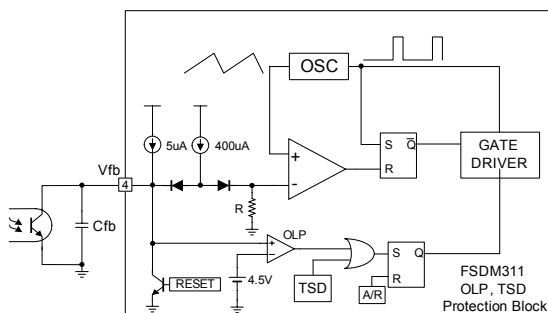 OSC
5uA
400uA
Vfb
4
Cfb
R
+
-
S
R
Q
GATE
DRIVER
OLP
+
-
4.5V
RESET
TSD
S
R
Q
A/R
FSDM311
OLP, TSD
Protection Block